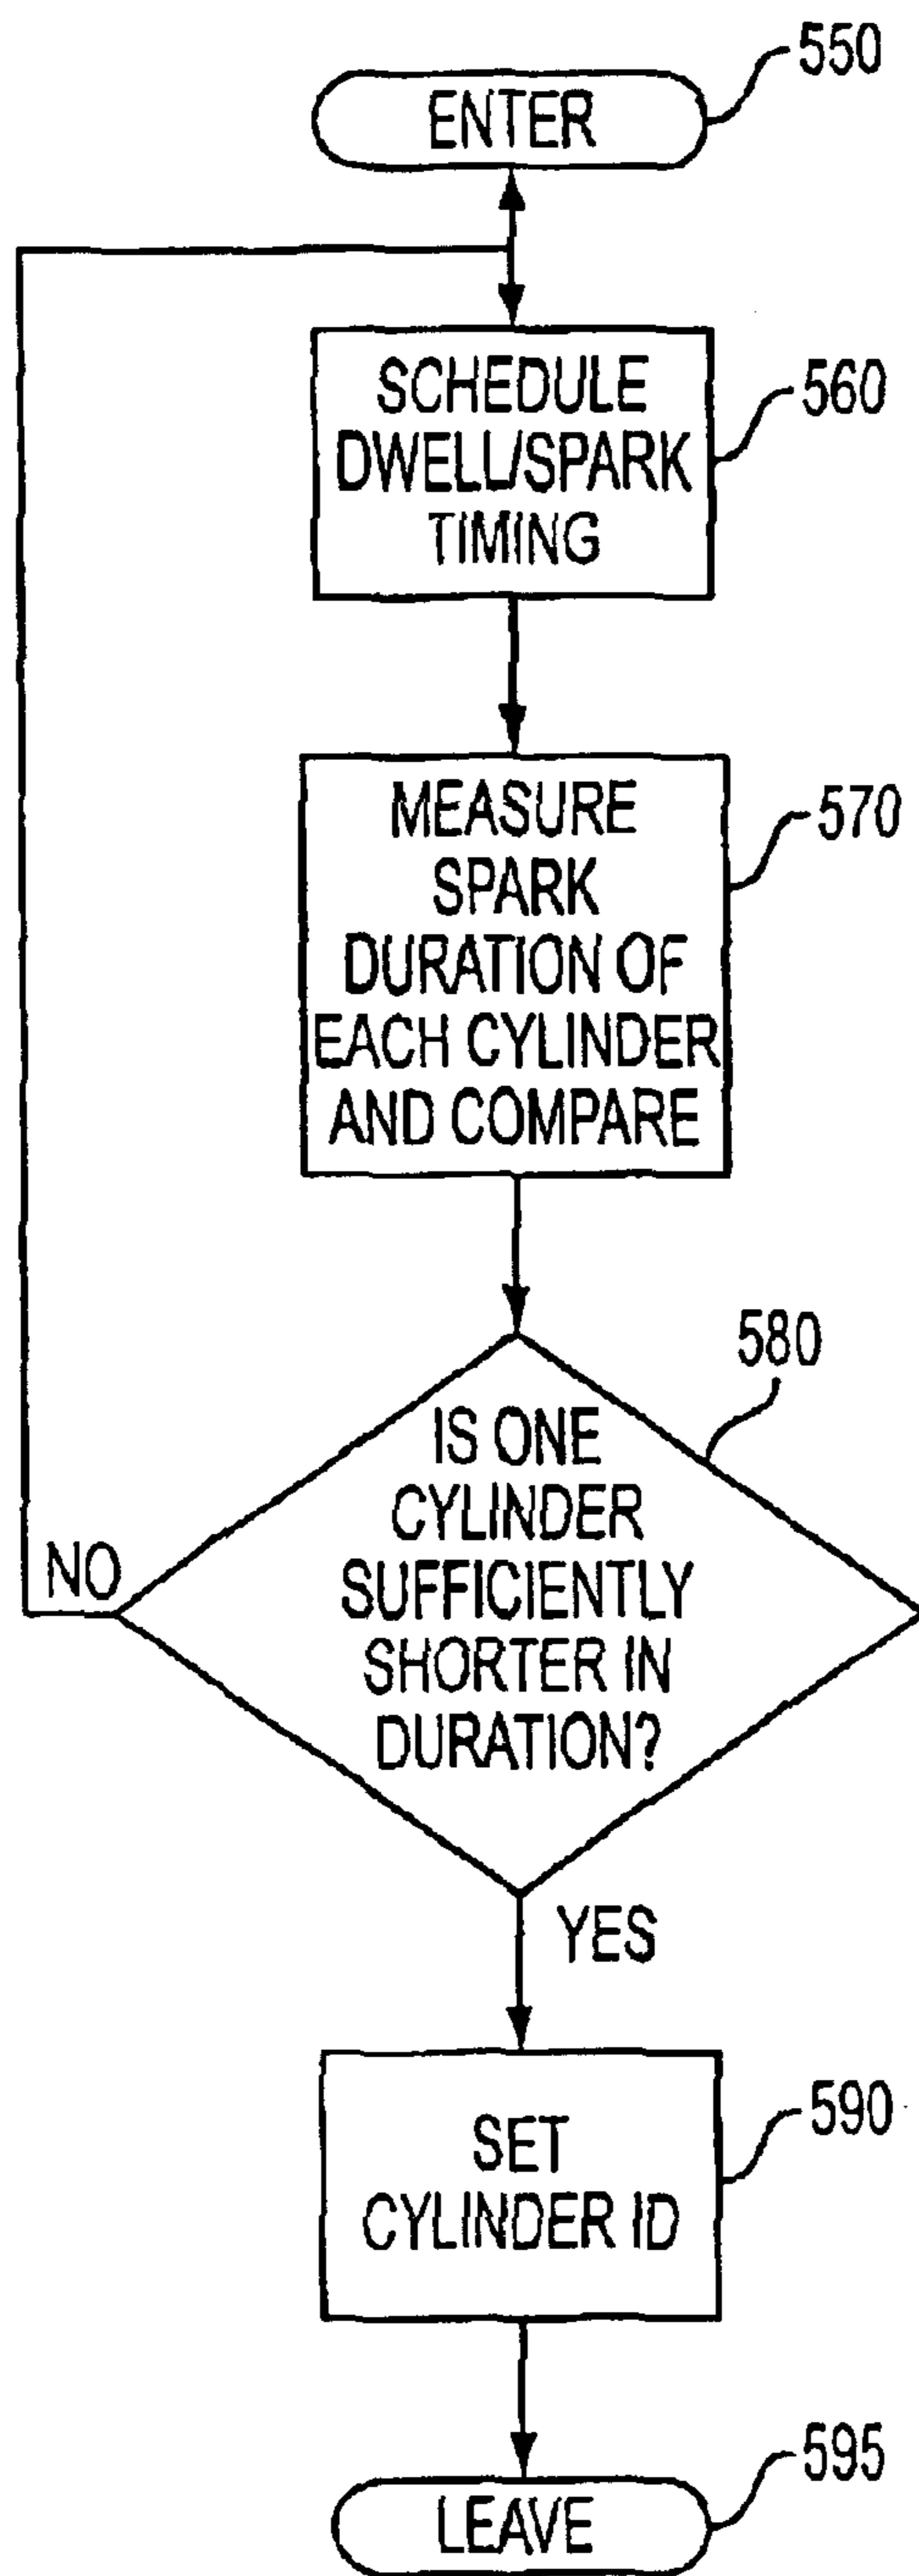 550
ENTER
SCHEDULE
DWELL/SPARK
TIMING
560
MEASURE
SPARK
DURATION OF
EACH CYLINDER
AND COMPARE
570
580
IS ONE
CYLINDER
SUFFICIENTLY
SHORTER IN
DURATION?
NO
YES
SET
CYLINDER ID
590
LEAVE
595